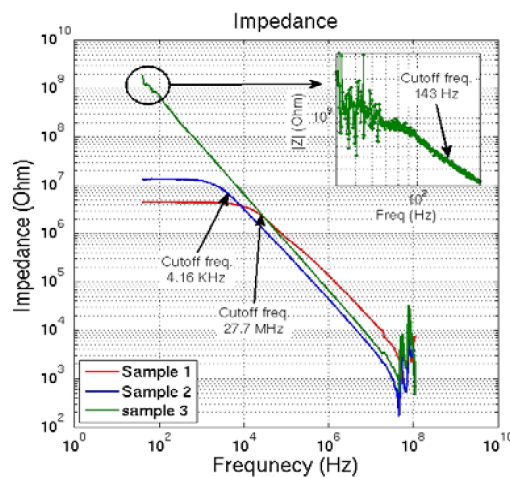 Impedance
Impedance (Ohm)
10^10
10^9
10^8
10^7
10^6
10^5
10^4
10^3
10^2
|Z| (Ohm)
10^9
Cutoff freq.
143 Hz
10^2
Freq (Hz)
Cutoff freq.
4.16 KHz
Cutoff freq.
27.7 MHz
Sample 1
Sample 2
sample 3
10^0
10^2
10^4
10^6
10^8
10^10
Frequnecy (Hz)